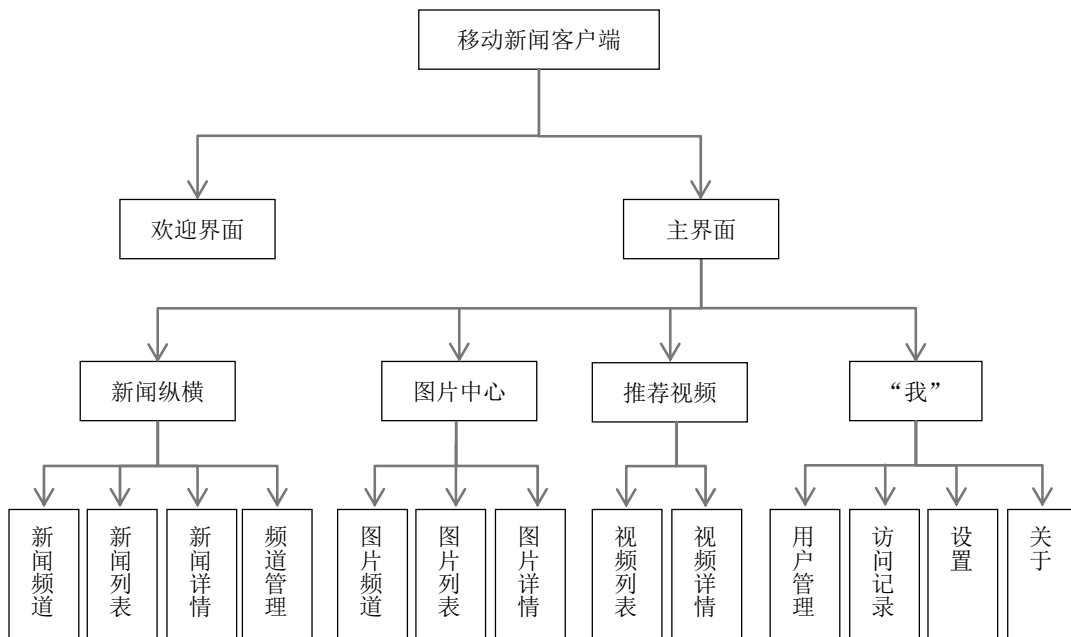 移动新闻客户端
欢迎界面
主界面
新闻纵横
图片中心
推荐视频
“我”
新闻频道
新闻列表
新闻详情
频道管理
图片频道
图片列表
图片详情
视频列表
视频详情
用户管理
访问记录
设置
关于